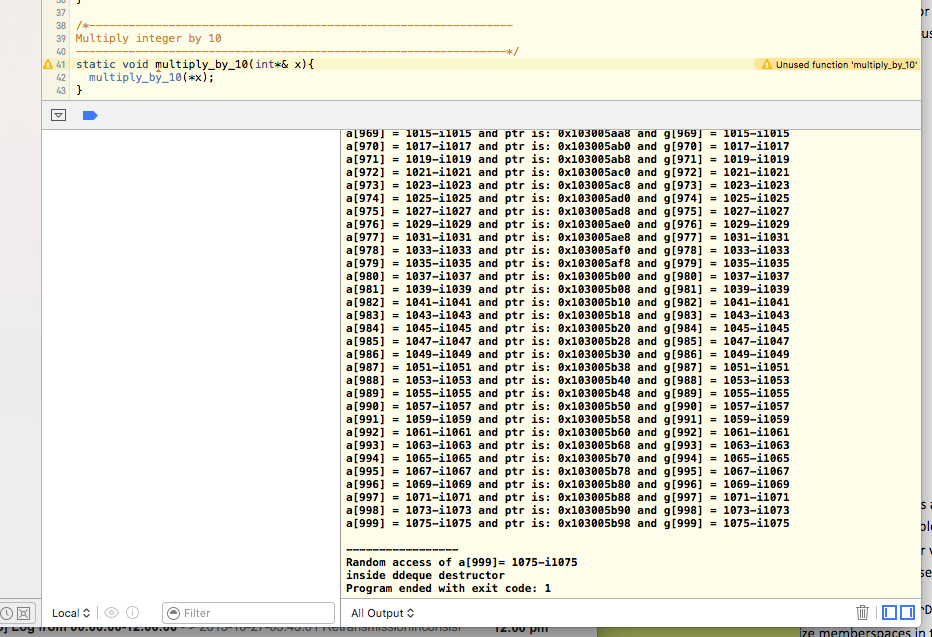 37
38 /*---------------------------------------------------------------
39 Multiply integer by 10
40 ---------------------------------------------------------------*/
41 static void multiply_by_10(int*& x){ Unused function 'multiply_by_10'
42 multiply_by_10(*x);
43 }
a[969] = 1015-i1015 and ptr is: 0x103005aa8 and g[969] = 1015-i1015
a[970] = 1017-i1017 and ptr is: 0x103005ab0 and g[970] = 1017-i1017
a[971] = 1019-i1019 and ptr is: 0x103005ab8 and g[971] = 1019-i1019
a[972] = 1021-i1021 and ptr is: 0x103005ac0 and g[972] = 1021-i1021
a[973] = 1023-i1023 and ptr is: 0x103005ac8 and g[973] = 1023-i1023
a[974] = 1025-i1025 and ptr is: 0x103005ad0 and g[974] = 1025-i1025
a[975] = 1027-i1027 and ptr is: 0x103005ad8 and g[975] = 1027-i1027
a[976] = 1029-i1029 and ptr is: 0x103005ae0 and g[976] = 1029-i1029
a[977] = 1031-i1031 and ptr is: 0x103005ae8 and g[977] = 1031-i1031
a[978] = 1033-i1033 and ptr is: 0x103005af0 and g[978] = 1033-i1033
a[979] = 1035-i1035 and ptr is: 0x103005af8 and g[979] = 1035-i1035
a[980] = 1037-i1037 and ptr is: 0x103005b00 and g[980] = 1037-i1037
a[981] = 1039-i1039 and ptr is: 0x103005b08 and g[981] = 1039-i1039
a[982] = 1041-i1041 and ptr is: 0x103005b10 and g[982] = 1041-i1041
a[983] = 1043-i1043 and ptr is: 0x103005b18 and g[983] = 1043-i1043
a[984] = 1045-i1045 and ptr is: 0x103005b20 and g[984] = 1045-i1045
a[985] = 1047-i1047 and ptr is: 0x103005b28 and g[985] = 1047-i1047
a[986] = 1049-i1049 and ptr is: 0x103005b30 and g[986] = 1049-i1049
a[987] = 1051-i1051 and ptr is: 0x103005b38 and g[987] = 1051-i1051
a[988] = 1053-i1053 and ptr is: 0x103005b40 and g[988] = 1053-i1053
a[989] = 1055-i1055 and ptr is: 0x103005b48 and g[989] = 1055-i1055
a[990] = 1057-i1057 and ptr is: 0x103005b50 and g[990] = 1057-i1057
a[991] = 1059-i1059 and ptr is: 0x103005b58 and g[991] = 1059-i1059
a[992] = 1061-i1061 and ptr is: 0x103005b60 and g[992] = 1061-i1061
a[993] = 1063-i1063 and ptr is: 0x103005b68 and g[993] = 1063-i1063
a[994] = 1065-i1065 and ptr is: 0x103005b70 and g[994] = 1065-i1065
a[995] = 1067-i1067 and ptr is: 0x103005b78 and g[995] = 1067-i1067
a[996] = 1069-i1069 and ptr is: 0x103005b80 and g[996] = 1069-i1069
a[997] = 1071-i1071 and ptr is: 0x103005b88 and g[997] = 1071-i1071
a[998] = 1073-i1073 and ptr is: 0x103005b90 and g[998] = 1073-i1073
a[999] = 1075-i1075 and ptr is: 0x103005b98 and g[999] = 1075-i1075
-----------------
Random access of a[999]= 1075-i1075
inside ddeque destructor
Program ended with exit code: 1
Local Filter All Output
12:00 pm
ize memberspaces in